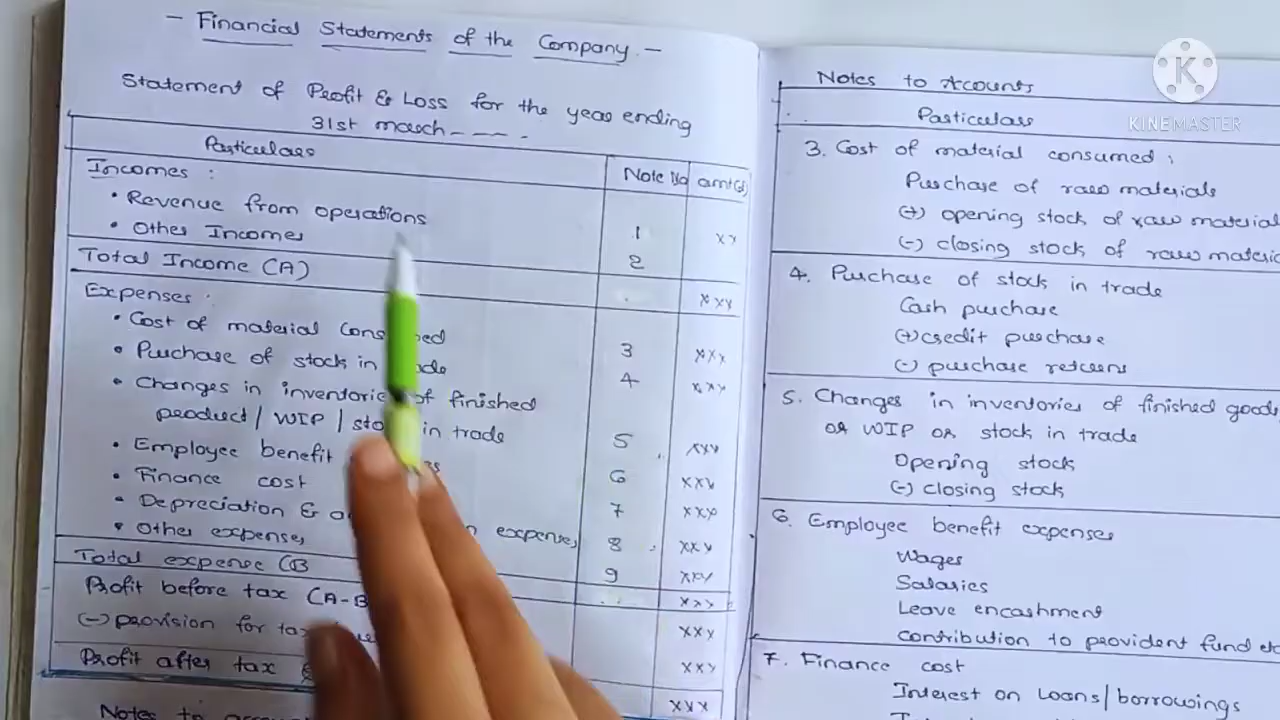 - Financial Statements of the Company. -
Statement of Profit & Loss for the year ending
31st march - - - .
Particulars
Note No
amt(₹)
Incomes :
• Revenue from operations
1
xx
• Other Incomes
2
Total Income (A)
xxx
Expenses :
• Cost of material
3
xxx
• Purchase of stock in
4
xxx
• Changes in inventories of finished
product / WIP / in trade
5
xxx
• Employee benefit
6
xxx
• Finance cost
7
xxx
• Depreciation &
expenses
8
xxx
• Other expenses
9
xxx
Total expense (B
xxx
Profit before tax (A-B
xxx
(-) provision for tax
xxx
Profit after tax
xxx
Notes to
Notes to Accounts
Particulars
3. Cost of material consumed :
Purchase of raw materials
(+) opening stock of raw material
(-) closing stock of raw materia
4. Purchase of stock in trade
Cash purchase
(+) credit purchase
(-) purchase returns
5. Changes in inventories of finished goods
or WIP or stock in trade
Opening stock
(-) closing stock
6. Employee benefit expenses
Wages
Salaries
Leave encashment
Contribution to provident fund etc
7. Finance cost
Interest on Loans/borrowings
K
KINEMASTER